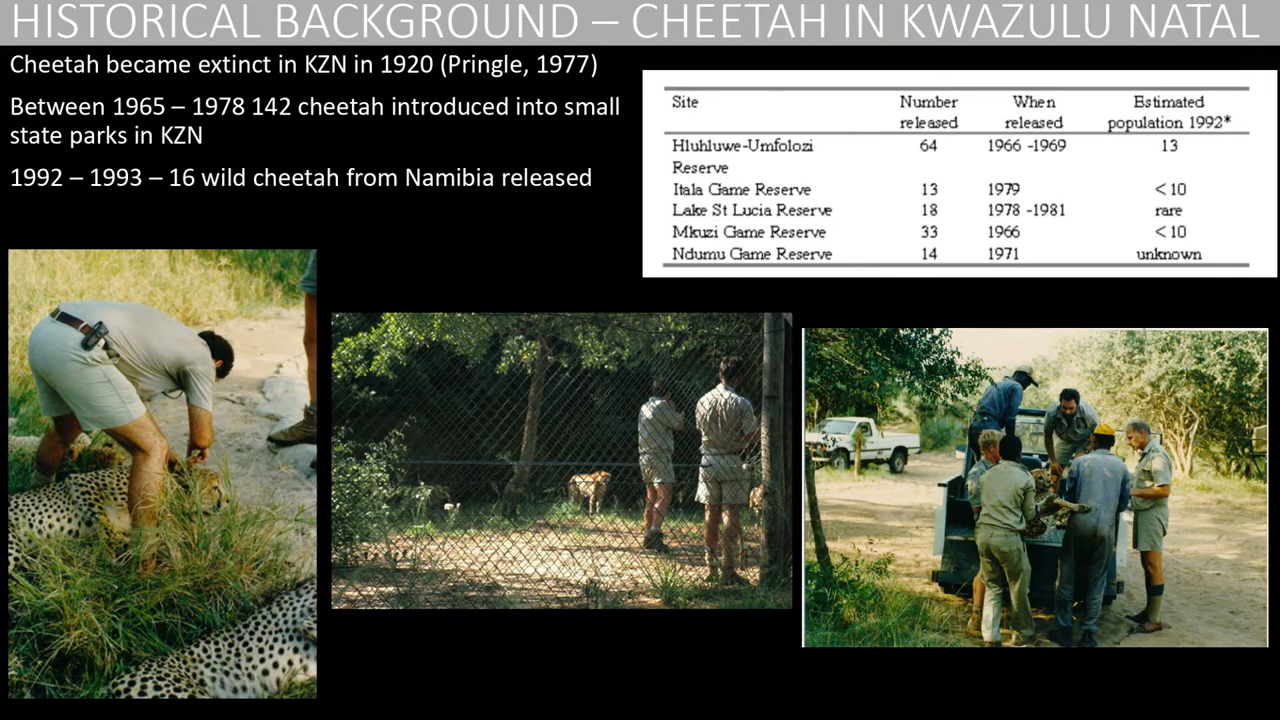 HISTORICAL BACKGROUND – CHEETAH IN KWAZULU NATAL
Cheetah became extinct in KZN in 1920 (Pringle, 1977)
Between 1965 – 1978 142 cheetah introduced into small
state parks in KZN
1992 – 1993 – 16 wild cheetah from Namibia released
Site Number When Estimated
released released population 1992*
Hluhluwe-Umfolozi 64 1966 -1969 13
Reserve
Itala Game Reserve 13 1979 < 10
Lake St Lucia Reserve 18 1978 -1981 rare
Mkuzi Game Reserve 33 1966 < 10
Ndumu Game Reserve 14 1971 unknown